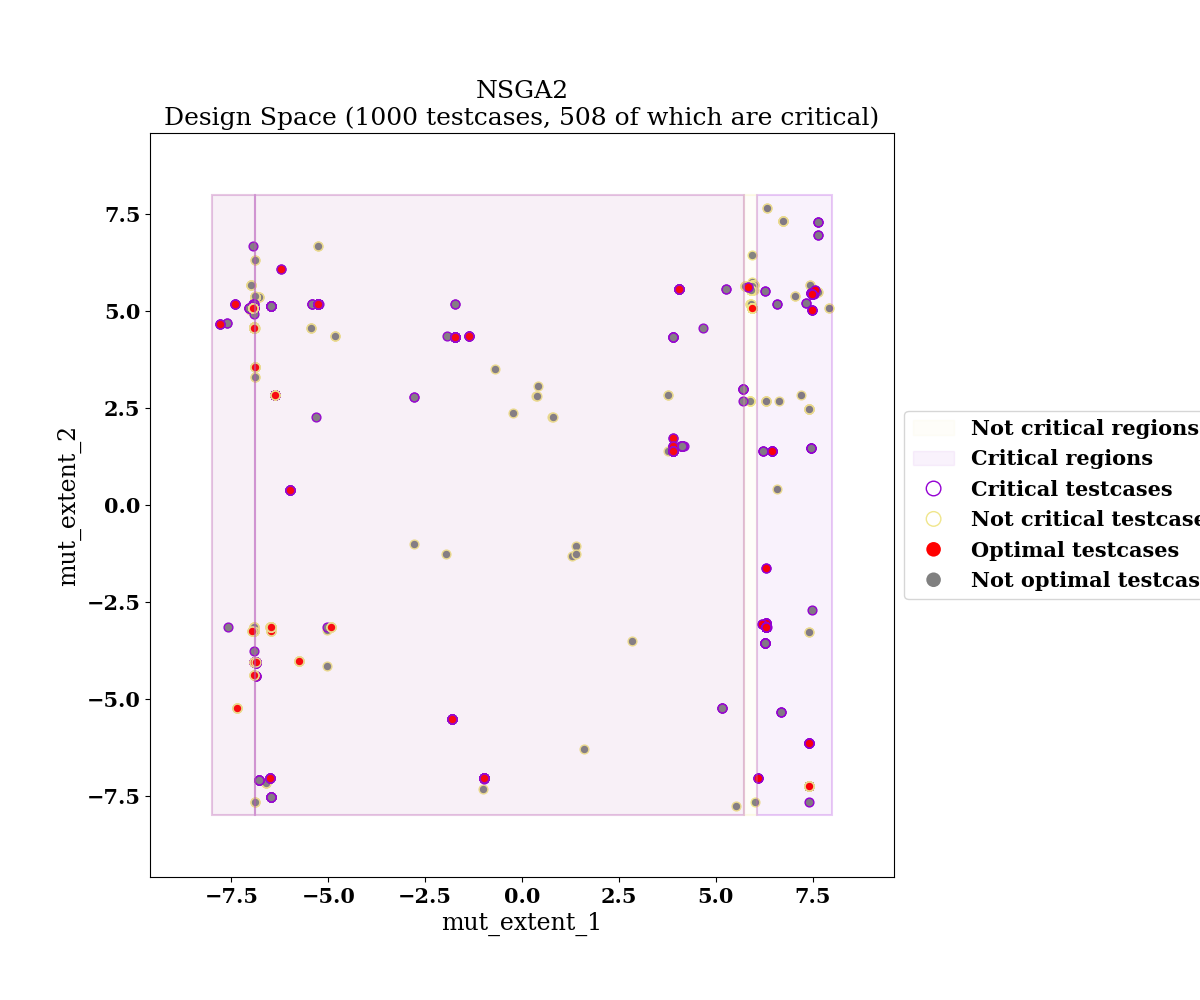 NSGA2
Design Space (1000 testcases, 508 of which are critical)
mut_extent_2
7.5
5.0
2.5
0.0
−2.5
−5.0
−7.5
−7.5
−5.0
−2.5
0.0
2.5
5.0
7.5
mut_extent_1
Not critical regions
Critical regions
Critical testcases
Not critical testcase
Optimal testcases
Not optimal testcas